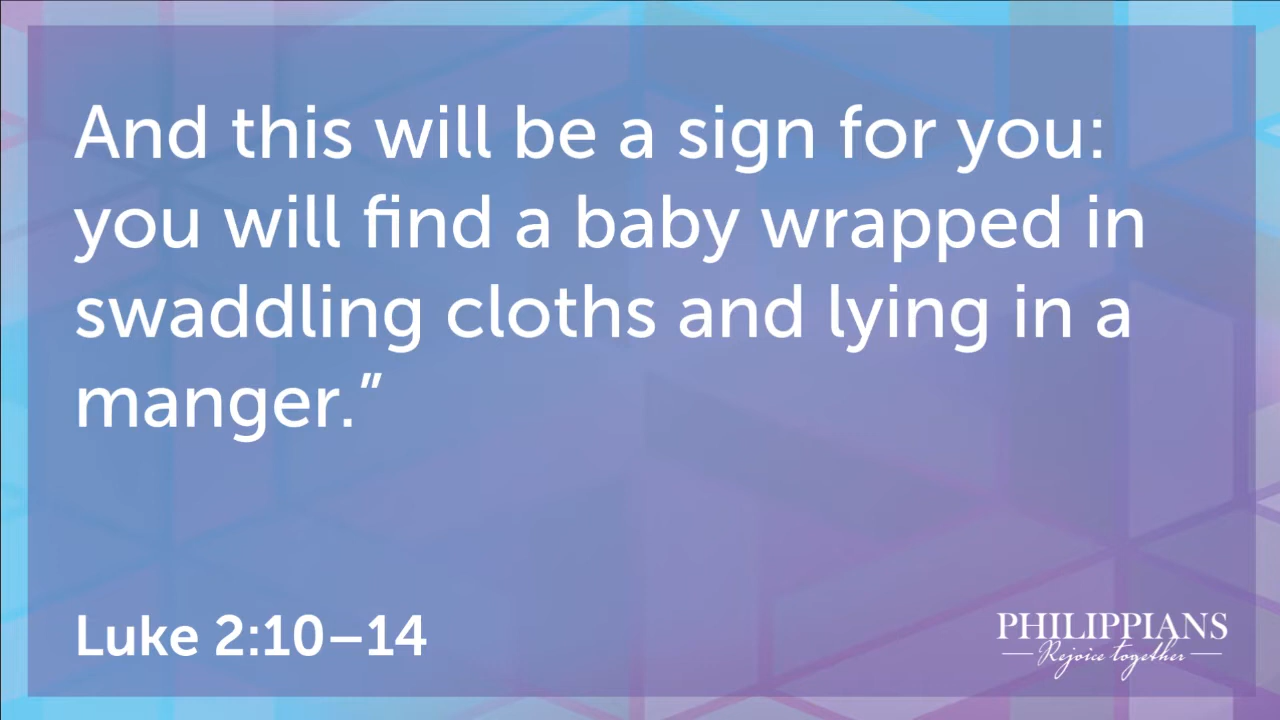 And this will be a sign for you:
you will find a baby wrapped in
swaddling cloths and lying in a
manger.”
Luke 2:10–14
PHILIPPIANS
Rejoice together